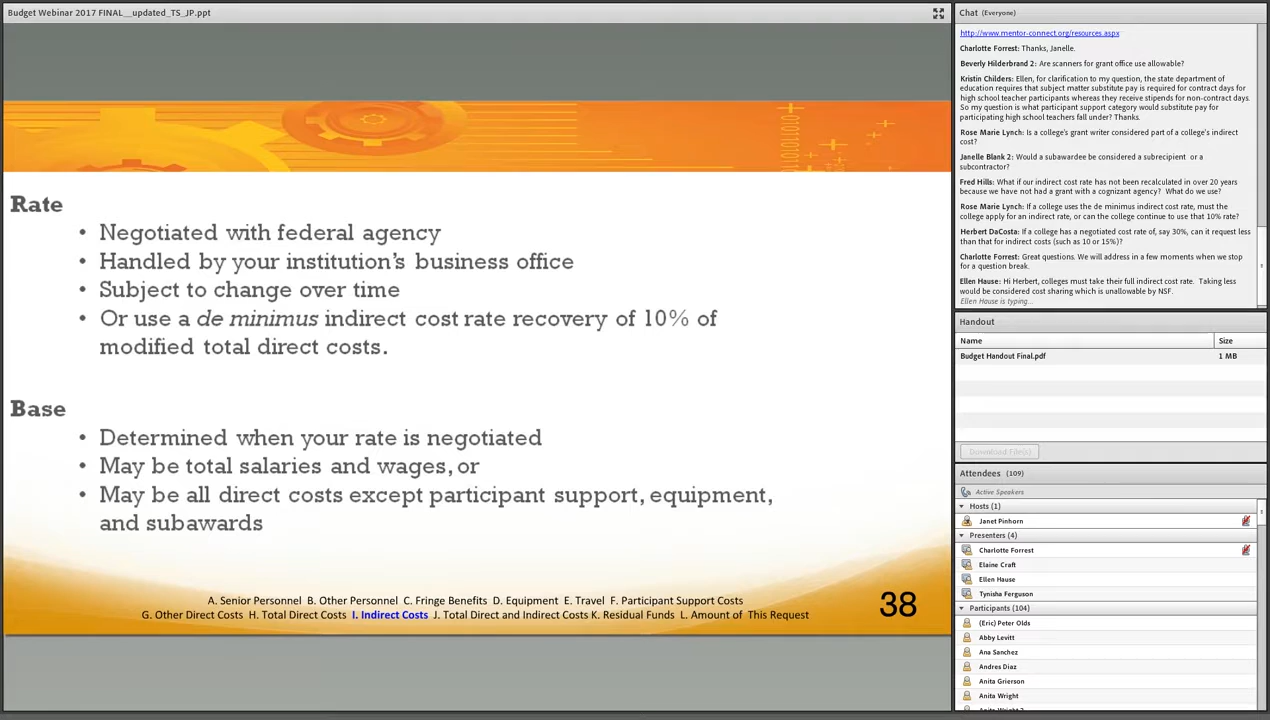 Budget Webinar 2017 FINAL__updated_TS_JP.ppt
Rate
• Negotiated with federal agency
• Handled by your institution's business office
• Subject to change over time
• Or use a de minimus indirect cost rate recovery of 10% of
modified total direct costs.
Base
• Determined when your rate is negotiated
• May be total salaries and wages, or
• May be all direct costs except participant support, equipment,
and subawards
A. Senior Personnel B. Other Personnel C. Fringe Benefits D. Equipment E. Travel F. Participant Support Costs
G. Other Direct Costs H. Total Direct Costs I. Indirect Costs J. Total Direct and Indirect Costs K. Residual Funds L. Amount of This Request
38
Chat (Everyone)
http://www.mentor-connect.org/resources.aspx
Charlotte Forrest: Thanks, Janelle.
Beverly Hilderbrand 2: Are scanners for grant office use allowable?
Kristin Childers: Ellen, for clarification to my question, the state department of
education requires that subject matter substitute pay is required for contract days for
high school teacher participants whereas they receive stipends for non-contract days.
So my question is what participant support category would substitute pay for
participating high school teachers fall under? Thanks.
Rose Marie Lynch: Is a college's grant writer considered part of a college's indirect
cost?
Janelle Blank 2: Would a subawardee be considered a subrecipient or a
subcontractor?
Fred Hills: What if our indirect cost rate has not been recalculated in over 20 years
because we have not had a grant with a cognizant agency? What do we use?
Rose Marie Lynch: If a college uses the de minimus indirect cost rate, must the
college apply for an indirect rate, or can the college continue to use that 10% rate?
Herbert DaCosta: If a college has a negotiated cost rate of, say 30%, can it request less
than that for indirect costs (such as 10 or 15%)?
Charlotte Forrest: Great questions. We will address in a few moments when we stop
for a question break.
Ellen Hause: Hi Herbert, colleges must take their full indirect cost rate. Taking less
would be considered cost sharing which is unallowable by NSF.
Ellen Hause is typing...
Handout
Name Size
Budget Handout Final.pdf 1 MB
Download File(s)
Attendees (109)
Active Speakers
Hosts (1)
Janet Pinhorn
Presenters (4)
Charlotte Forrest
Elaine Craft
Ellen Hause
Tynisha Ferguson
Participants (104)
(Eric) Peter Olds
Abby Levitt
Ana Sanchez
Andres Diaz
Anita Grierson
Anita Wright